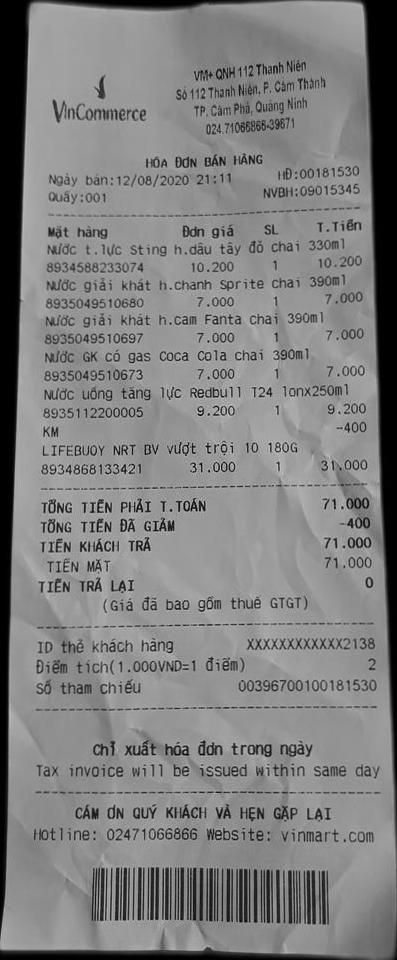 VinCommerce
VM+ QNH 112 Thanh Niên
Số 112 Thanh Niên, P. Cẩm Thành
TP. Cẩm Phả, Quảng Ninh
024.71066866-39671
HÓA ĐƠN BÁN HÀNG
Ngày bán:12/08/2020 21:11 HĐ:00181530
Quầy:001 NVBH:09015345
Mặt hàng Đơn giá SL T.Tiền
Nước t.lực Sting h.dâu tây đỏ chai 330ml
8934588233074 10.200 1 10.200
Nước giải khát h.chanh Sprite chai 390ml
8935049510680 7.000 1 7.000
Nước giải khát h.cam Fanta chai 390ml
8935049510697 7.000 1 7.000
Nước GK có gas Coca Cola chai 390ml
8935049510673 7.000 1 7.000
Nước uống tăng lực Redbull T24 lonx250ml
8935112200005 9.200 1 9.200
KM -400
LIFEBUOY NRT BV vượt trội 10 180G
8934868133421 31.000 1 31.000
TỔNG TIỀN PHẢI T.TOÁN 71.000
TỔNG TIỀN ĐÃ GIẢM -400
TIỀN KHÁCH TRẢ 71.000
TIỀN MẶT 71.000
TIỀN TRẢ LẠI 0
(Giá đã bao gồm thuế GTGT)
ID thẻ khách hàng XXXXXXXXXXXX2138
Điểm tích(1.000VND=1 điểm) 2
Số tham chiếu 00396700100181530
Chỉ xuất hóa đơn trong ngày
Tax invoice will be issued within same day
CẢM ƠN QUÝ KHÁCH VÀ HẸN GẶP LẠI
Hotline: 02471066866 Website: vinmart.com